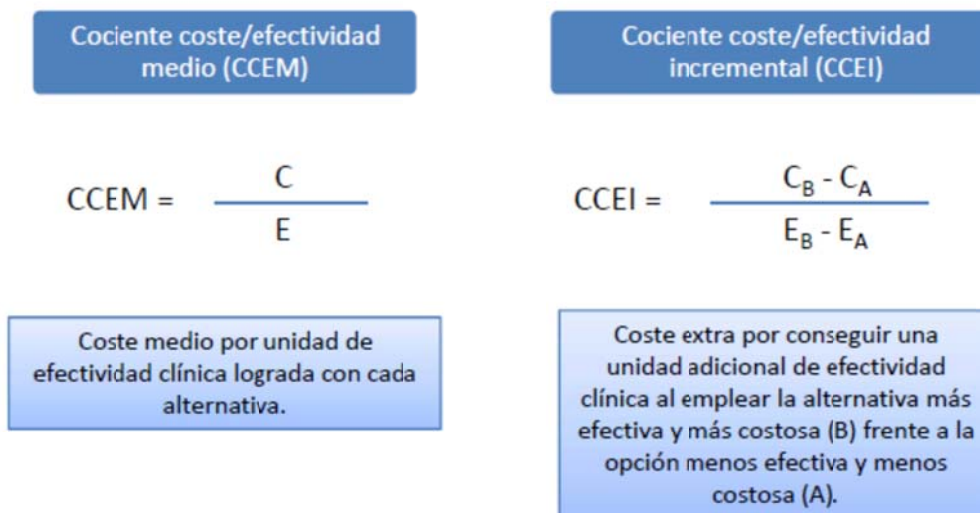 Cociente coste/efectividad
medio (CCEM)
CCEM =
C
E
Coste medio por unidad de
efectividad clínica lograda con cada
alternativa.
Cociente coste/efectividad
incremental (CCEI)
CCEI =
C_B - C_A
E_B - E_A
Coste extra por conseguir una
unidad adicional de efectividad
clínica al emplear la alternativa más
efectiva y más costosa (B) frente a la
opción menos efectiva y menos
costosa (A).